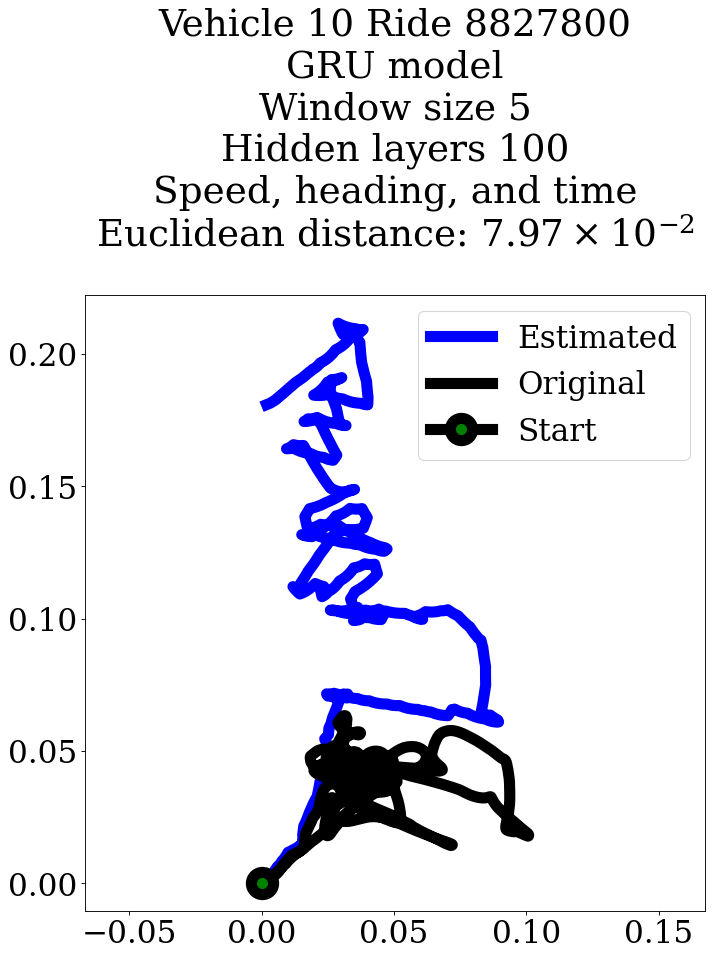 Vehicle 10 Ride 8827800
GRU model
Window size 5
Hidden layers 100
Speed, heading, and time
Euclidean distance: 7.97 × 10⁻²
Estimated
Original
Start
0.20
0.15
0.10
0.05
0.00
−0.05 0.00 0.05 0.10 0.15